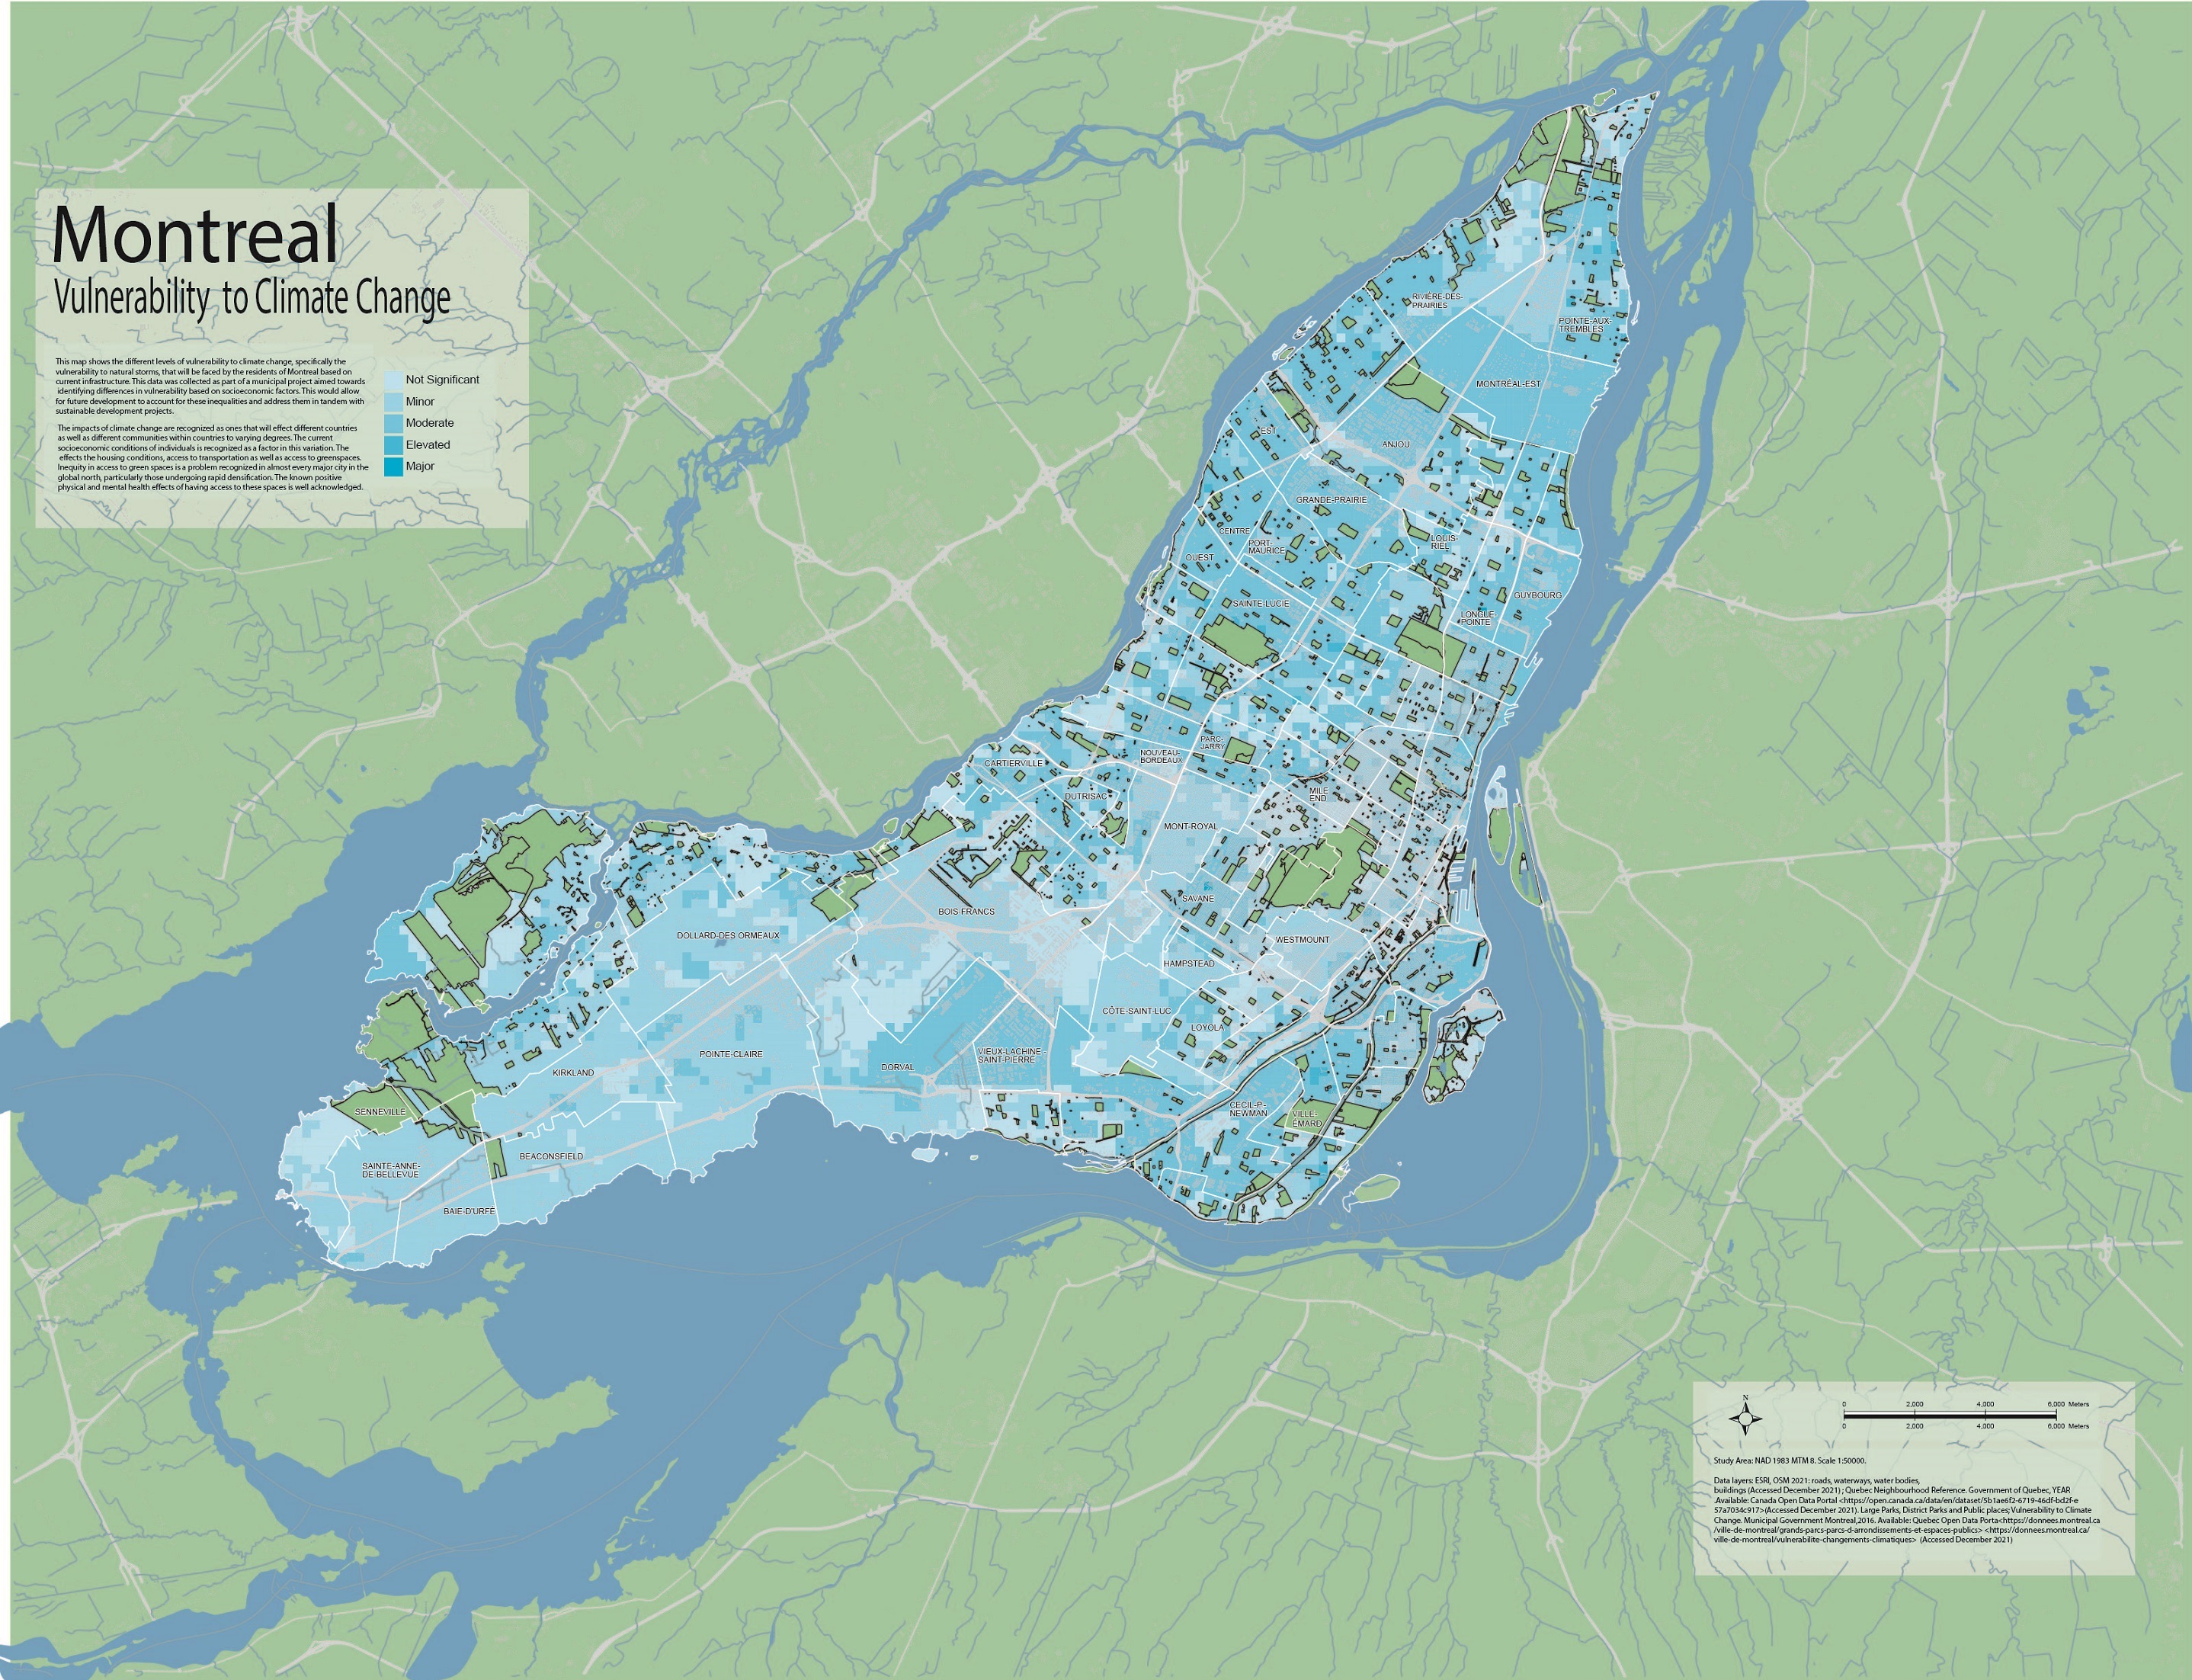 Montreal
Vulnerability to Climate Change
This map shows the different levels of vulnerability to climate change, specifically the
vulnerability to natural storms, that will be faced by the residents of Montreal based on
current infrastructure. This data was collected as part of a municipal project aimed towards
identifying differences in vulnerability based on socioeconomic factors. This would allow
for future development to account for these inequalities and address them in tandem with
sustainable development projects.
The impacts of climate change are recognized as ones that will effect different countries
as well as different communities within countries to varying degrees. The current
socioeconomic conditions of individuals is recognized as a factor in this variation. The
effects the housing conditions, access to transportation as well as access to greenspaces.
Inequity in access to green spaces is a problem recognized in almost every major city in the
global north, particularly those undergoing rapid densification. The known positive
physical and mental health effects of having access to these spaces is well acknowledged.
Not Significant
Minor
Moderate
Elevated
Major
RIVIÈRE-DES-
PRAIRIES
POINTE-AUX-
TREMBLES
MONTRÉAL-EST
EST
ANJOU
GRANDE-PRAIRIE
CENTRE
PORT-
MAURICE
LOUIS-
RIEL
OUEST
GUYBOURG
SAINTE-LUCIE
LONGUE
POINTE
PARC-
JARRY
NOUVEAU-
BORDEAUX
CARTIERVILLE
DUTRISAC
MILE
END
MONT-ROYAL
SAVANE
BOIS-FRANCS
DOLLARD-DES ORMEAUX
WESTMOUNT
HAMPSTEAD
CÔTE-SAINT-LUC
LOYOLA
POINTE-CLAIRE
VIEUX-LACHINE -
SAINT-PIERRE
DORVAL
KIRKLAND
CECIL-P.-
NEWMAN
VILLE-
ÉMARD
SENNEVILLE
BEACONSFIELD
SAINTE-ANNE-
DE-BELLEVUE
BAIE-D'URFÉ
N
0 2,000 4,000 6,000 Meters
0 2,000 4,000 6,000 Meters
Study Area: NAD 1983 MTM 8. Scale 1:50000.
Data layers: ESRI, OSM 2021: roads, waterways, water bodies,
buildings (Accessed December 2021) ; Quebec Neighbourhood Reference. Government of Quebec, YEAR
.Available: Canada Open Data Portal <https://open.canada.ca/data/en/dataset/5b1ae6f2-6719-46df-bd2f-e
57a7034c917>(Accessed December 2021). Large Parks, District Parks and Public places; Vulnerability to Climate
Change. Municipal Government Montreal,2016. Available: Quebec Open Data Porta<https://donnees.montreal.ca
/ville-de-montreal/grands-parcs-parcs-d-arrondissements-et-espaces-publics> <https://donnees.montreal.ca/
ville-de-montreal/vulnerabilite-changements-climatiques> (Accessed December 2021)